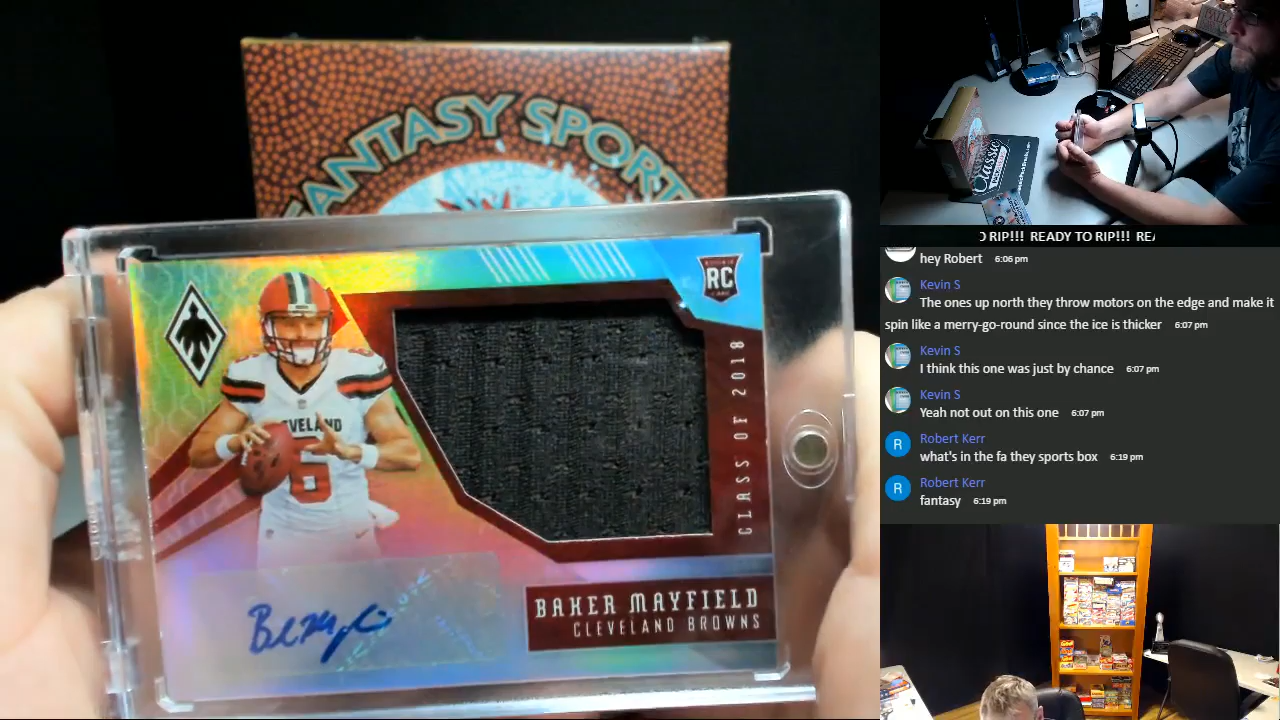 FANTASY SPORT
RC
CLASS OF 2018
CLEVELAND
6
BAKER MAYFIELD
CLEVELAND BROWNS
Classic
O RIP!!! READY TO RIP!!! REA
hey Robert 6:06 pm
Kevin S
The ones up north they throw motors on the edge and make it
spin like a merry-go-round since the ice is thicker 6:07 pm
Kevin S
I think this one was just by chance 6:07 pm
Kevin S
Yeah not out on this one 6:07 pm
R
Robert Kerr
what's in the fa they sports box 6:19 pm
R
Robert Kerr
fantasy 6:19 pm